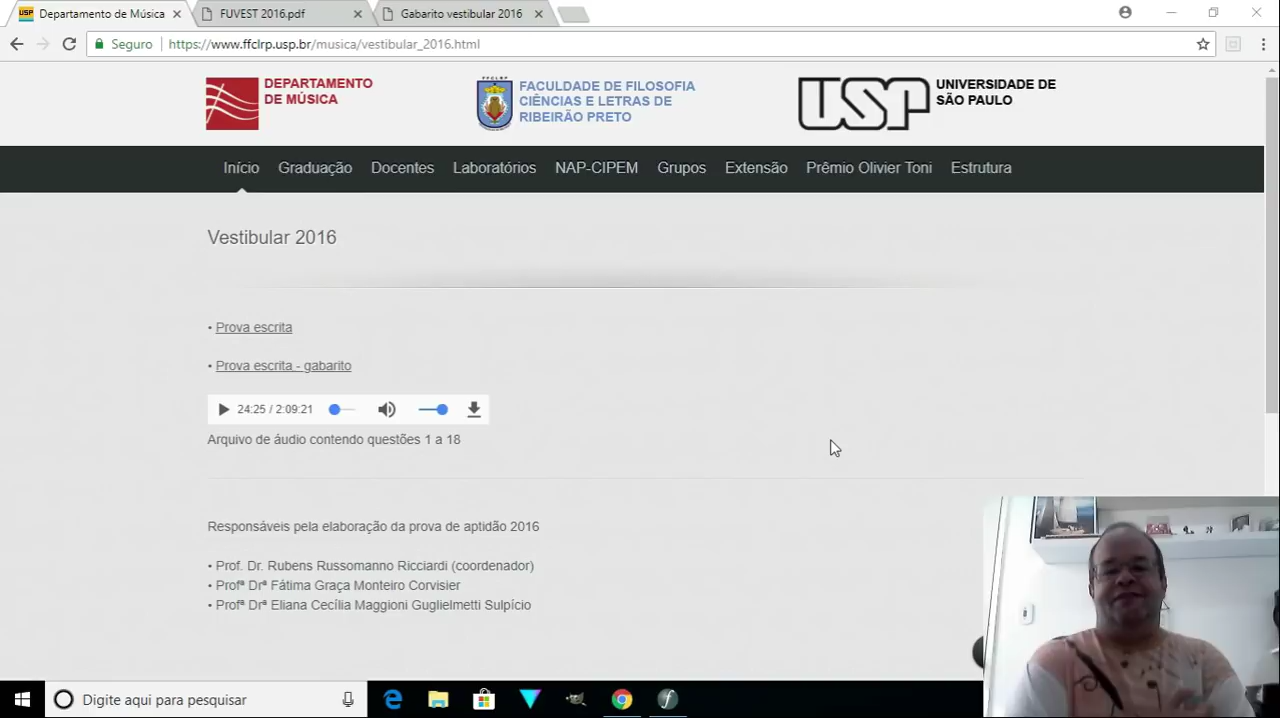 USP Departamento de Música
FUVEST 2016.pdf
Gabarito vestibular 2016
Seguro
https://www.ffclrp.usp.br/musica/vestibular_2016.html
DEPARTAMENTO
DE MÚSICA
FFCLRP
FACULDADE DE FILOSOFIA
CIÊNCIAS E LETRAS DE
RIBEIRÃO PRETO
USP
UNIVERSIDADE DE
SÃO PAULO
Início Graduação Docentes Laboratórios NAP-CIPEM Grupos Extensão Prêmio Olivier Toni Estrutura
Vestibular 2016
• Prova escrita
• Prova escrita - gabarito
24:25 / 2:09:21
Arquivo de áudio contendo questões 1 a 18
Responsáveis pela elaboração da prova de aptidão 2016
• Prof. Dr. Rubens Russomanno Ricciardi (coordenador)
• Profª Drª Fátima Graça Monteiro Corvisier
• Profª Drª Eliana Cecília Maggioni Guglielmetti Sulpício
Digite aqui para pesquisar